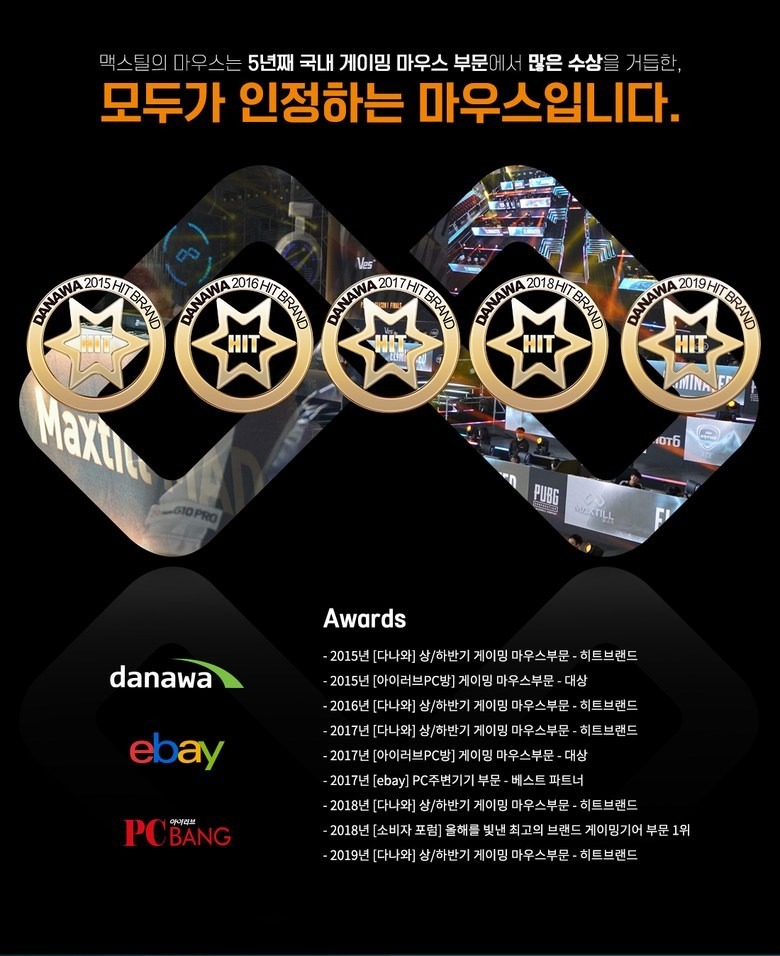 맥스틸의 마우스는 5년째 국내 게이밍 마우스 부문에서 많은 수상을 거듭한,
모두가 인정하는 마우스입니다.
Ves
DANAWA 2015 HIT BRAND
HIT
DANAWA 2016 HIT BRAND
HIT
DANAWA 2017 HIT BRAND
HIT
DANAWA 2018 HIT BRAND
HIT
DANAWA 2019 HIT BRAND
HIT
Maxtill
G10 PRO
PUBG
MAXTILL
Awards
- 2015년 [다나와] 상/하반기 게이밍 마우스부문 - 히트브랜드
- 2015년 [아이러브PC방] 게이밍 마우스부문 - 대상
- 2016년 [다나와] 상/하반기 게이밍 마우스부문 - 히트브랜드
- 2017년 [다나와] 상/하반기 게이밍 마우스부문 - 히트브랜드
- 2017년 [아이러브PC방] 게이밍 마우스부문 - 대상
- 2017년 [ebay] PC주변기기 부문 - 베스트 파트너
- 2018년 [다나와] 상/하반기 게이밍 마우스부문 - 히트브랜드
- 2018년 [소비자 포럼] 올해를 빛낸 최고의 브랜드 게이밍기어 부문 1위
- 2019년 [다나와] 상/하반기 게이밍 마우스부문 - 히트브랜드
danawa
ebay
아이러브
PC BANG